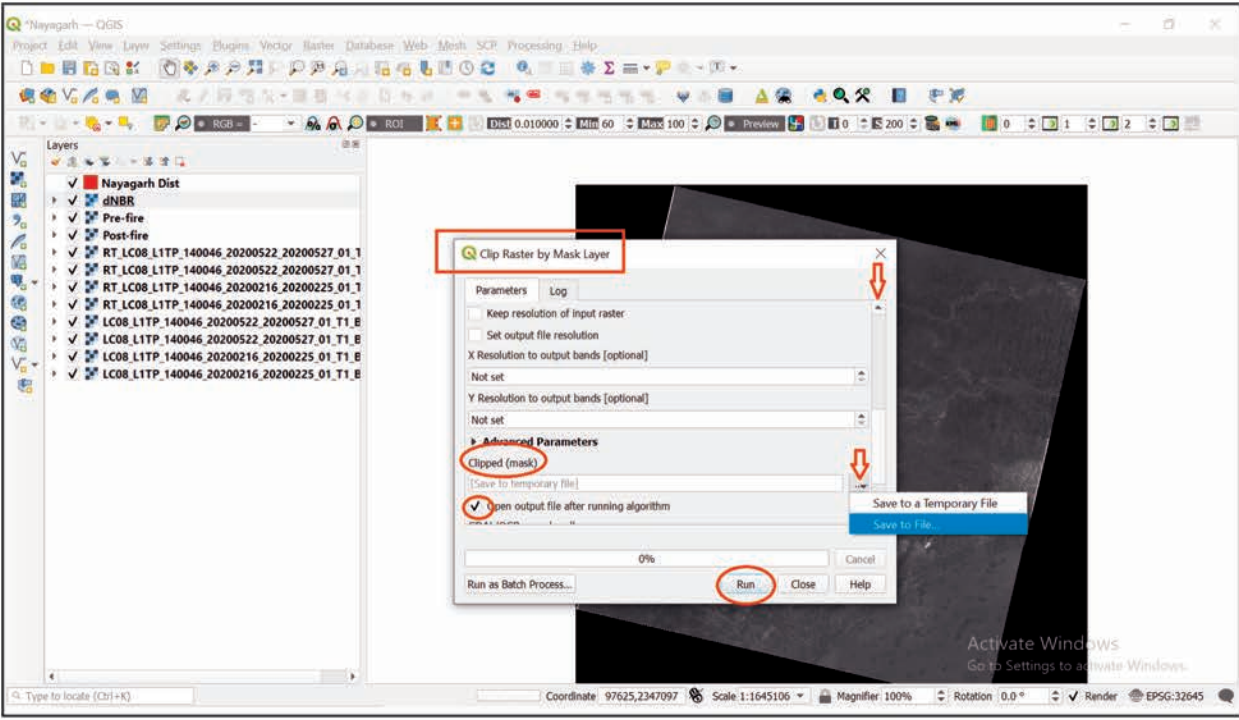 *Nayagarh — QGIS
Project Edit View Layer Settings Plugins Vector Raster Database Web Mesh SCP Processing Help
RGB = - ROI Dist 0.010000 Min 60 Max 100 Preview T 0 S 200 0 1 2
Layers
Nayagarh Dist
dNBR
Pre-fire
Post-fire
RT_LC08_L1TP_140046_20200522_20200527_01_T
RT_LC08_L1TP_140046_20200522_20200527_01_T
RT_LC08_L1TP_140046_20200216_20200225_01_T
RT_LC08_L1TP_140046_20200216_20200225_01_T
LC08_L1TP_140046_20200522_20200527_01_T1_B
LC08_L1TP_140046_20200522_20200527_01_T1_B
LC08_L1TP_140046_20200216_20200225_01_T1_B
LC08_L1TP_140046_20200216_20200225_01_T1_B
Clip Raster by Mask Layer
Parameters Log
Keep resolution of input raster
Set output file resolution
X Resolution to output bands [optional]
Not set
Y Resolution to output bands [optional]
Not set
Advanced Parameters
Clipped (mask)
[Save to temporary file]
Save to a Temporary File
Open output file after running algorithm
Save to File...
0% Cancel
Run as Batch Process... Run Close Help
Activate Windows
Go to Settings to activate Windows.
Type to locate (Ctrl+K) Coordinate 97625,2347097 Scale 1:1645106 Magnifier 100% Rotation 0.0 ° Render EPSG:32645